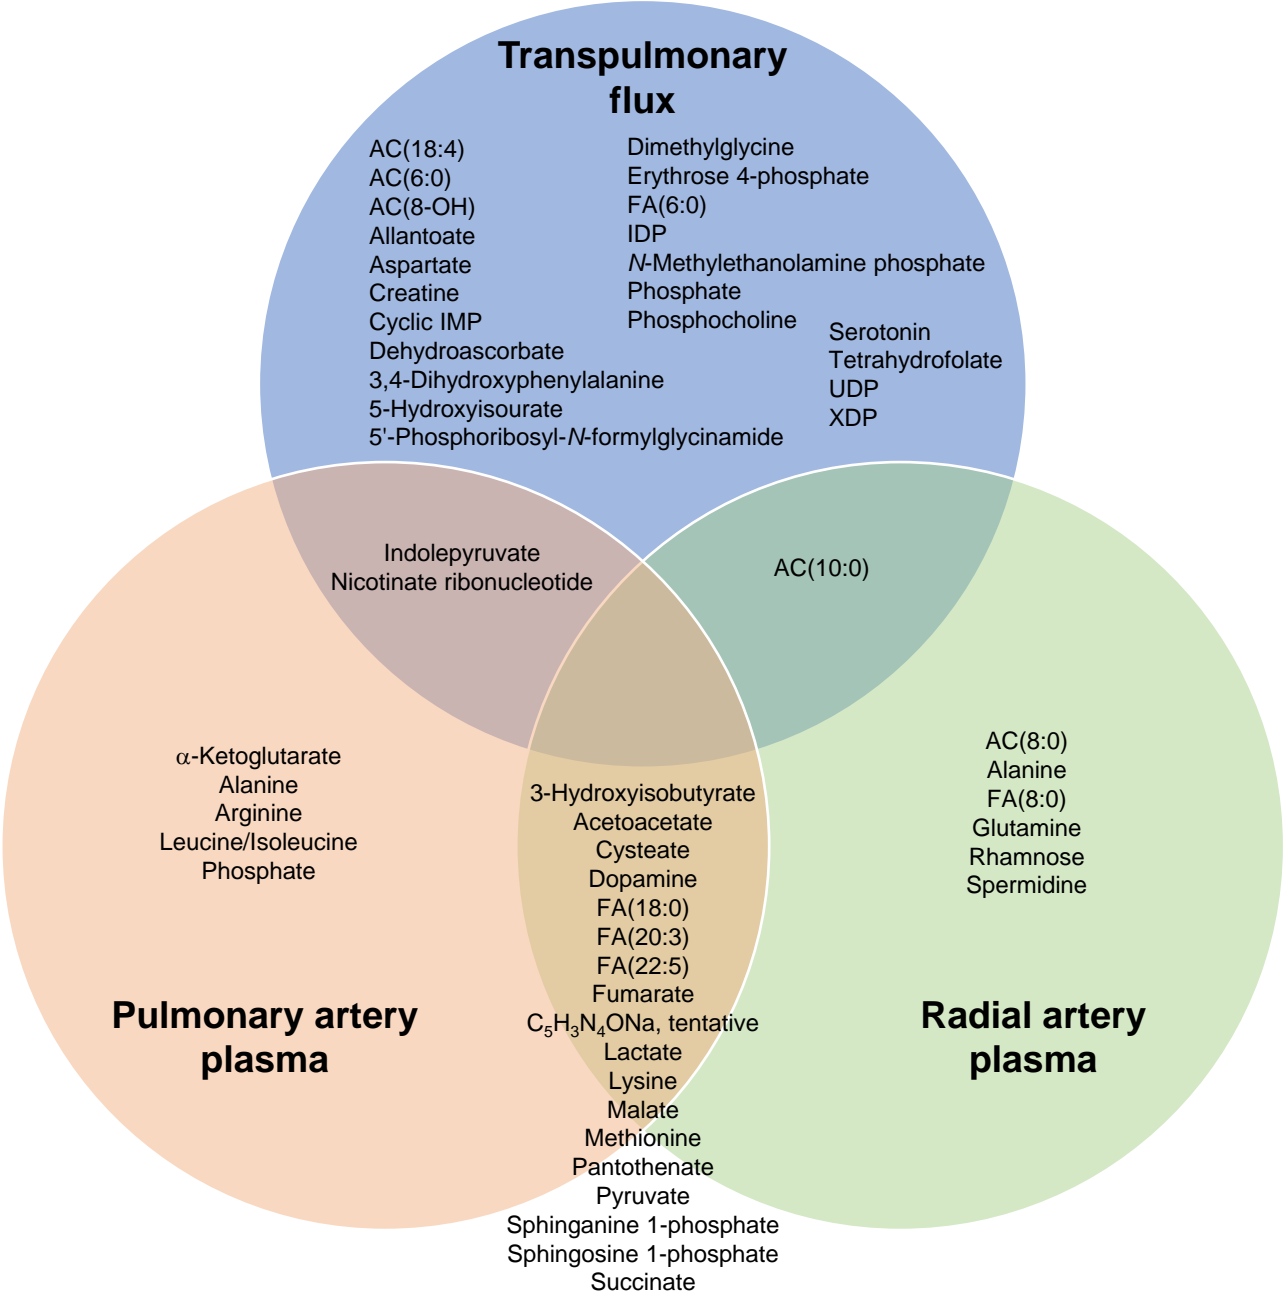 Transpulmonary
flux
AC(18:4)
AC(6:0)
AC(8-OH)
Allantoate
Aspartate
Creatine
Cyclic IMP
Dehydroascorbate
3,4-Dihydroxyphenylalanine
5-Hydroxyisourate
5'-Phosphoribosyl-N-formylglycinamide
Dimethylglycine
Erythrose 4-phosphate
FA(6:0)
IDP
N-Methylethanolamine phosphate
Phosphate
Phosphocholine
Serotonin
Tetrahydrofolate
UDP
XDP
Indolepyruvate
Nicotinate ribonucleotide
AC(10:0)
α-Ketoglutarate
Alanine
Arginine
Leucine/Isoleucine
Phosphate
Pulmonary artery
plasma
3-Hydroxyisobutyrate
Acetoacetate
Cysteate
Dopamine
FA(18:0)
FA(20:3)
FA(22:5)
Fumarate
C₅H₃N₄ONa, tentative
Lactate
Lysine
Malate
Methionine
Pantothenate
Pyruvate
Sphinganine 1-phosphate
Sphingosine 1-phosphate
Succinate
AC(8:0)
Alanine
FA(8:0)
Glutamine
Rhamnose
Spermidine
Radial artery
plasma